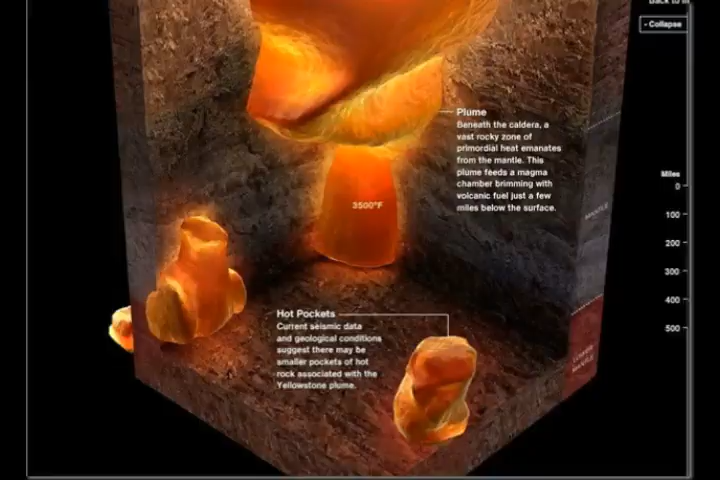 Back to
- Collapse
Plume
Beneath the caldera, a
vast rocky zone of
primordial heat emanates
from the mantle. This
plume feeds a magma
chamber brimming with
volcanic fuel just a few
miles below the surface.
Miles
0
100
200
300
400
500
3500°F
MANTLE
Hot Pockets
Current seismic data
and geological conditions
suggest there may be
smaller pockets of hot
rock associated with the
Yellowstone plume.
LOWER
MANTLE